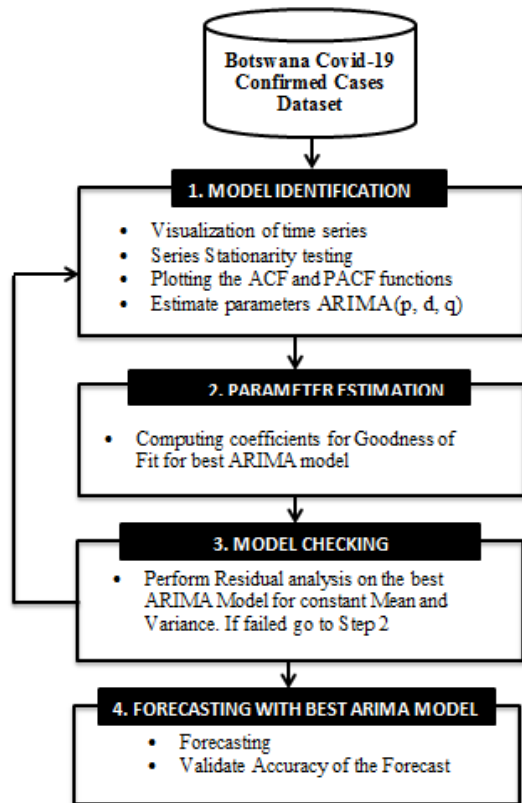 Botswana Covid-19
Confirmed Cases
Dataset
1. MODEL IDENTIFICATION
• Visualization of time series
• Series Stationarity testing
• Plotting the ACF and PACF functions
• Estimate parameters ARIMA (p, d, q)
2. PARAMETER ESTIMATION
• Computing coefficients for Goodness of
Fit for best ARIMA model
3. MODEL CHECKING
• Perform Residual analysis on the best
ARIMA Model for constant Mean and
Variance. If failed go to Step 2
4. FORECASTING WITH BEST ARIMA MODEL
• Forecasting
• Validate Accuracy of the Forecast